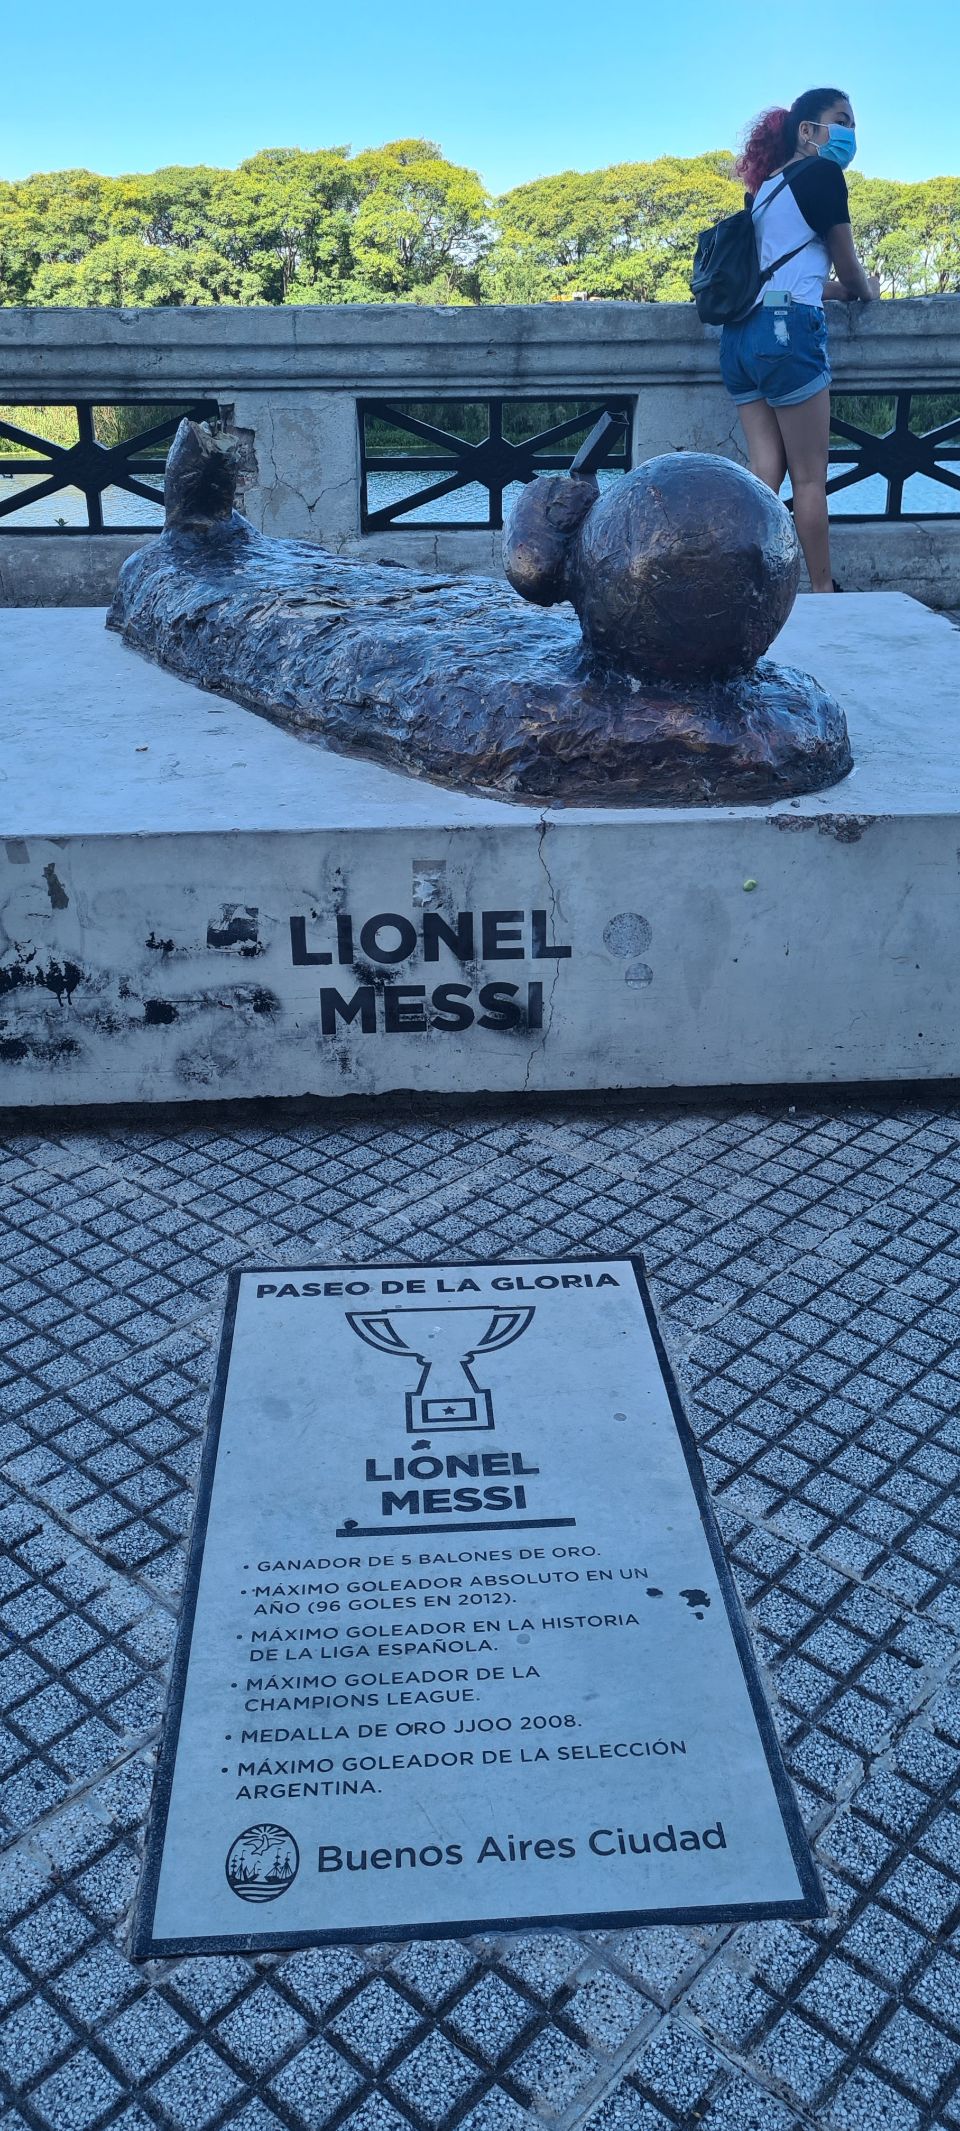 LIONEL
MESSI
PASEO DE LA GLORIA
LIONEL
MESSI
• GANADOR DE 5 BALONES DE ORO.
• MÁXIMO GOLEADOR ABSOLUTO EN UN
AÑO (96 GOLES EN 2012).
• MÁXIMO GOLEADOR EN LA HISTORIA
DE LA LIGA ESPAÑOLA.
• MÁXIMO GOLEADOR DE LA
CHAMPIONS LEAGUE.
• MEDALLA DE ORO JJOO 2008.
• MÁXIMO GOLEADOR DE LA SELECCIÓN
ARGENTINA.
Buenos Aires Ciudad